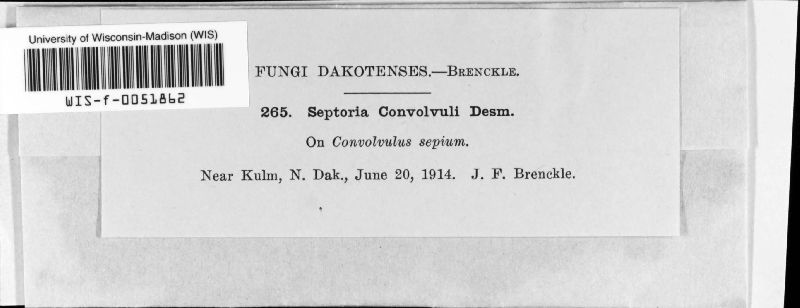 University of Wisconsin-Madison (WIS)
WIS-f-0051862
FUNGI DAKOTENSES.—BRENCKLE.
265. Septoria Convolvuli Desm.
On Convolvulus sepium.
Near Kulm, N. Dak., June 20, 1914. J. F. Brenckle.